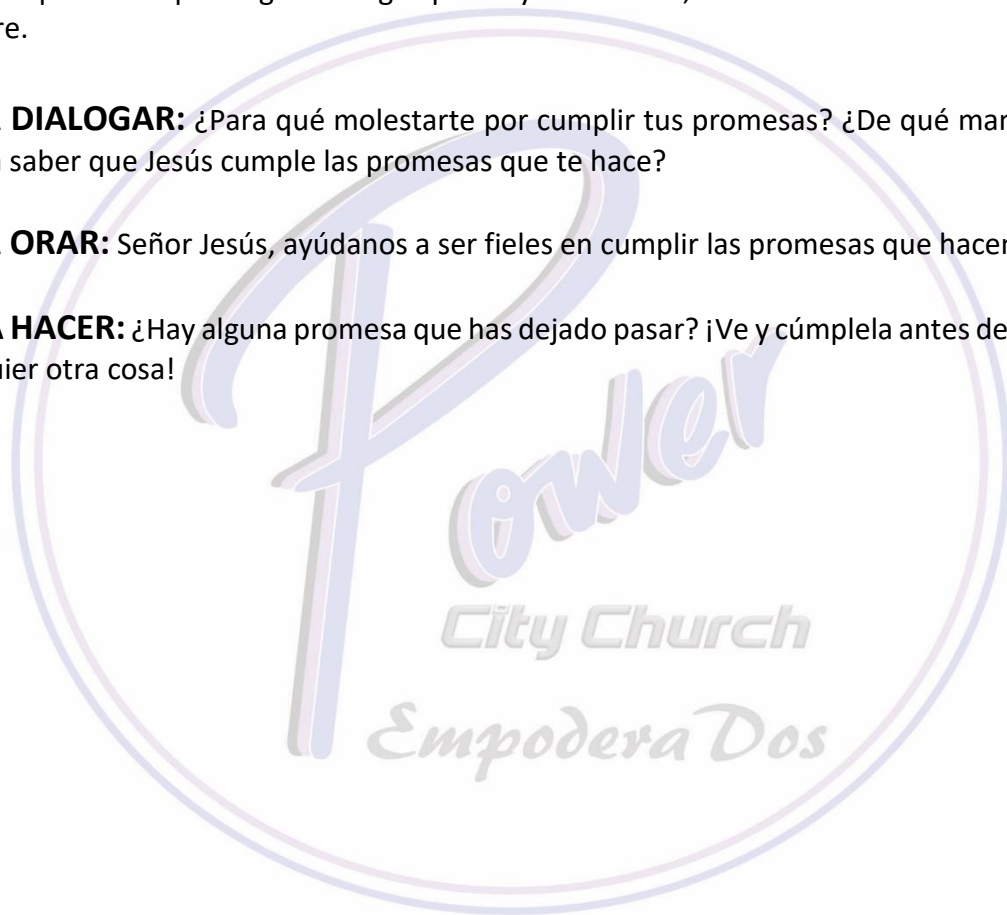 re.
DIALOGAR: ¿Para qué molestarte por cumplir tus promesas? ¿De qué mar
saber que Jesús cumple las promesas que te hace?
ORAR: Señor Jesús, ayúdanos a ser fieles en cumplir las promesas que hacer
A HACER: ¿Hay alguna promesa que has dejado pasar? ¡Ve y cúmplela antes de
uier otra cosa!
Power
City Church
EmpoderaDos